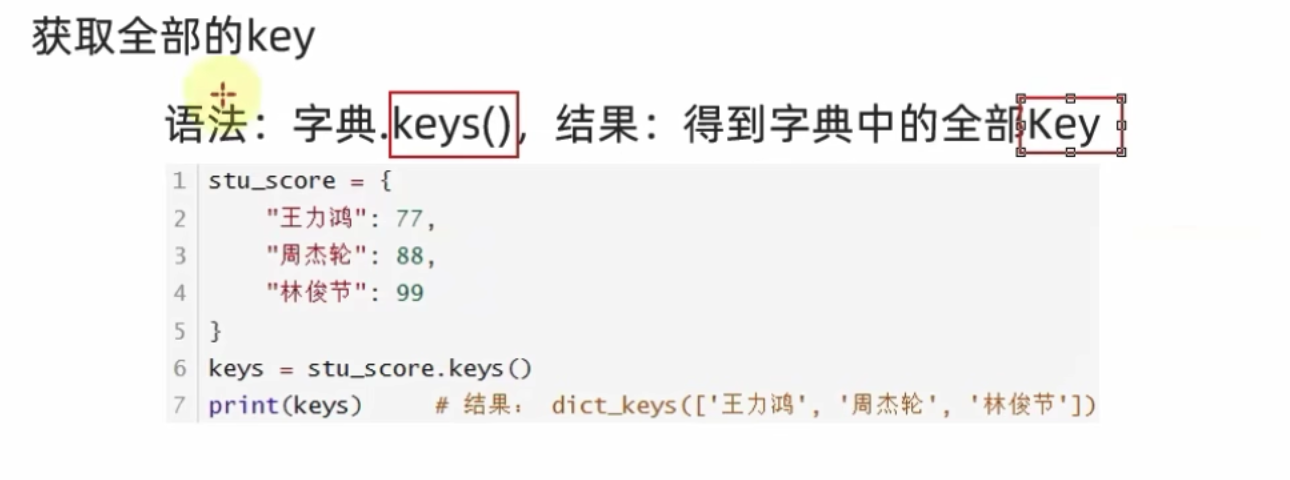 获取全部的key
语法：字典.keys()，结果：得到字典中的全部Key
1 stu_score = {
2     "王力鸿": 77,
3     "周杰轮": 88,
4     "林俊节": 99
5 }
6 keys = stu_score.keys()
7 print(keys)      # 结果： dict_keys(['王力鸿', '周杰轮', '林俊节'])